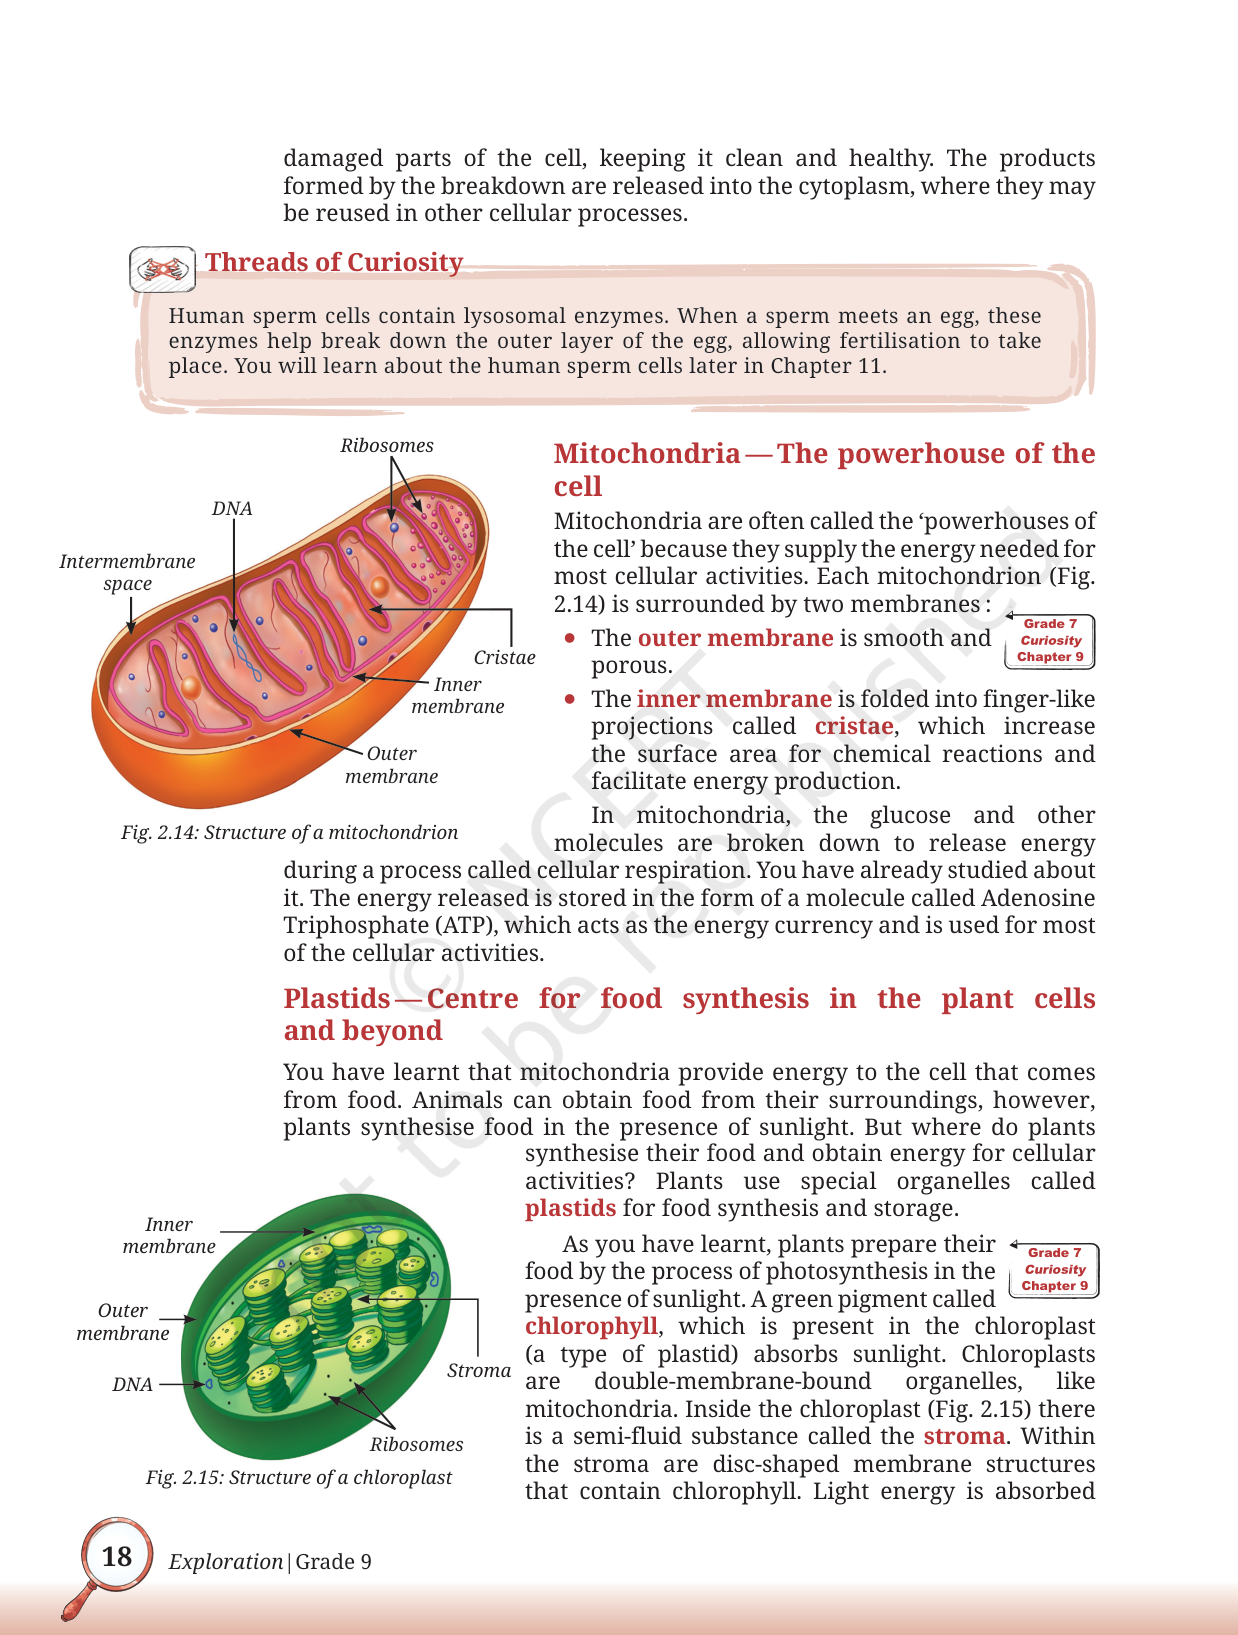 damaged parts of the cell, keeping it clean and healthy. The products
formed by the breakdown are released into the cytoplasm, where they may
be reused in other cellular processes.
Threads of Curiosity
Human sperm cells contain lysosomal enzymes. When a sperm meets an egg, these
enzymes help break down the outer layer of the egg, allowing fertilisation to take
place. You will learn about the human sperm cells later in Chapter 11.
Ribosomes
DNA
Intermembrane
space
Cristae
Inner
membrane
Outer
membrane
Fig. 2.14: Structure of a mitochondrion
Mitochondria — The powerhouse of the
cell
Mitochondria are often called the ‘powerhouses of
the cell’ because they supply the energy needed for
most cellular activities. Each mitochondrion (Fig.
2.14) is surrounded by two membranes :
Grade 7
Curiosity
Chapter 9
• The outer membrane is smooth and
porous.
• The inner membrane is folded into finger-like
projections called cristae, which increase
the surface area for chemical reactions and
facilitate energy production.
In mitochondria, the glucose and other
molecules are broken down to release energy
during a process called cellular respiration. You have already studied about
it. The energy released is stored in the form of a molecule called Adenosine
Triphosphate (ATP), which acts as the energy currency and is used for most
of the cellular activities.
Plastids — Centre for food synthesis in the plant cells
and beyond
You have learnt that mitochondria provide energy to the cell that comes
from food. Animals can obtain food from their surroundings, however,
plants synthesise food in the presence of sunlight. But where do plants
synthesise their food and obtain energy for cellular
activities? Plants use special organelles called
plastids for food synthesis and storage.
As you have learnt, plants prepare their
food by the process of photosynthesis in the
presence of sunlight. A green pigment called
chlorophyll, which is present in the chloroplast
(a type of plastid) absorbs sunlight. Chloroplasts
are double-membrane-bound organelles, like
mitochondria. Inside the chloroplast (Fig. 2.15) there
is a semi-fluid substance called the stroma. Within
the stroma are disc-shaped membrane structures
that contain chlorophyll. Light energy is absorbed
Grade 7
Curiosity
Chapter 9
Inner
membrane
Outer
membrane
DNA
Stroma
Ribosomes
Fig. 2.15: Structure of a chloroplast
18
Exploration|Grade 9
© NCERT
to be republished